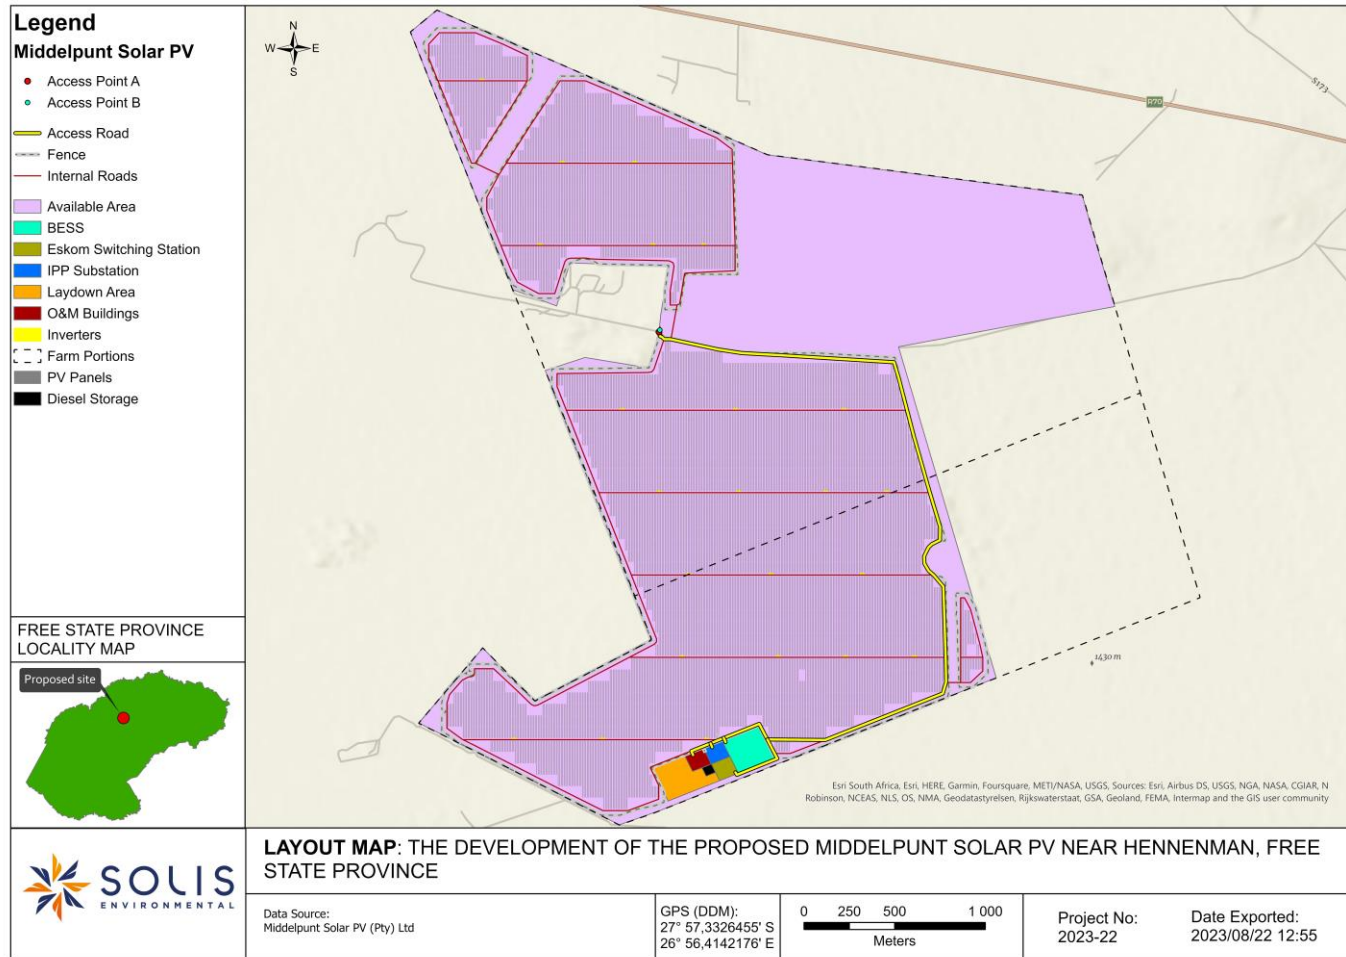 Legend
Middelpunt Solar PV
Access Point A
Access Point B
Access Road
Fence
Internal Roads
Available Area
BESS
Eskom Switching Station
IPP Substation
Laydown Area
O&M Buildings
Inverters
Farm Portions
PV Panels
Diesel Storage
N
W E
S
R70
S173
1430 m
FREE STATE PROVINCE
LOCALITY MAP
Proposed site
Esri South Africa, Esri, HERE, Garmin, Foursquare, METI/NASA, USGS, Sources: Esri, Airbus DS, USGS, NGA, NASA, CGIAR, N
Robinson, NCEAS, NLS, OS, NMA, Geodatastyrelsen, Rijkswaterstaat, GSA, Geoland, FEMA, Intermap and the GIS user community
SOLIS
ENVIRONMENTAL
LAYOUT MAP: THE DEVELOPMENT OF THE PROPOSED MIDDELPUNT SOLAR PV NEAR HENNENMAN, FREE
STATE PROVINCE
Data Source:
Middelpunt Solar PV (Pty) Ltd
GPS (DDM):
27° 57,3326455' S
26° 56,4142176' E
0 250 500 1 000
Meters
Project No:
2023-22
Date Exported:
2023/08/22 12:55